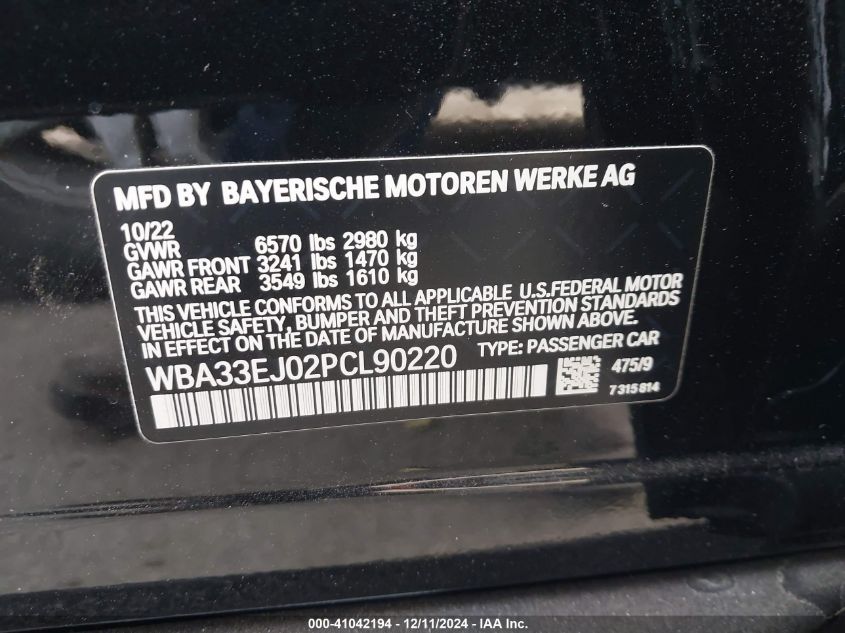 MFD BY BAYERISCHE MOTOREN WERKE AG
10/22
GVWR 6570 lbs 2980 kg
GAWR FRONT 3241 lbs 1470 kg
GAWR REAR 3549 lbs 1610 kg
THIS VEHICLE CONFORMS TO ALL APPLICABLE U.S.FEDERAL MOTOR
VEHICLE SAFETY, BUMPER AND THEFT PREVENTION STANDARDS
IN EFFECT ON THE DATE OF MANUFACTURE SHOWN ABOVE.
WBA33EJ02PCL90220 TYPE: PASSENGER CAR
475/9
7 315 814
000-41042194 - 12/11/2024 - IAA Inc.